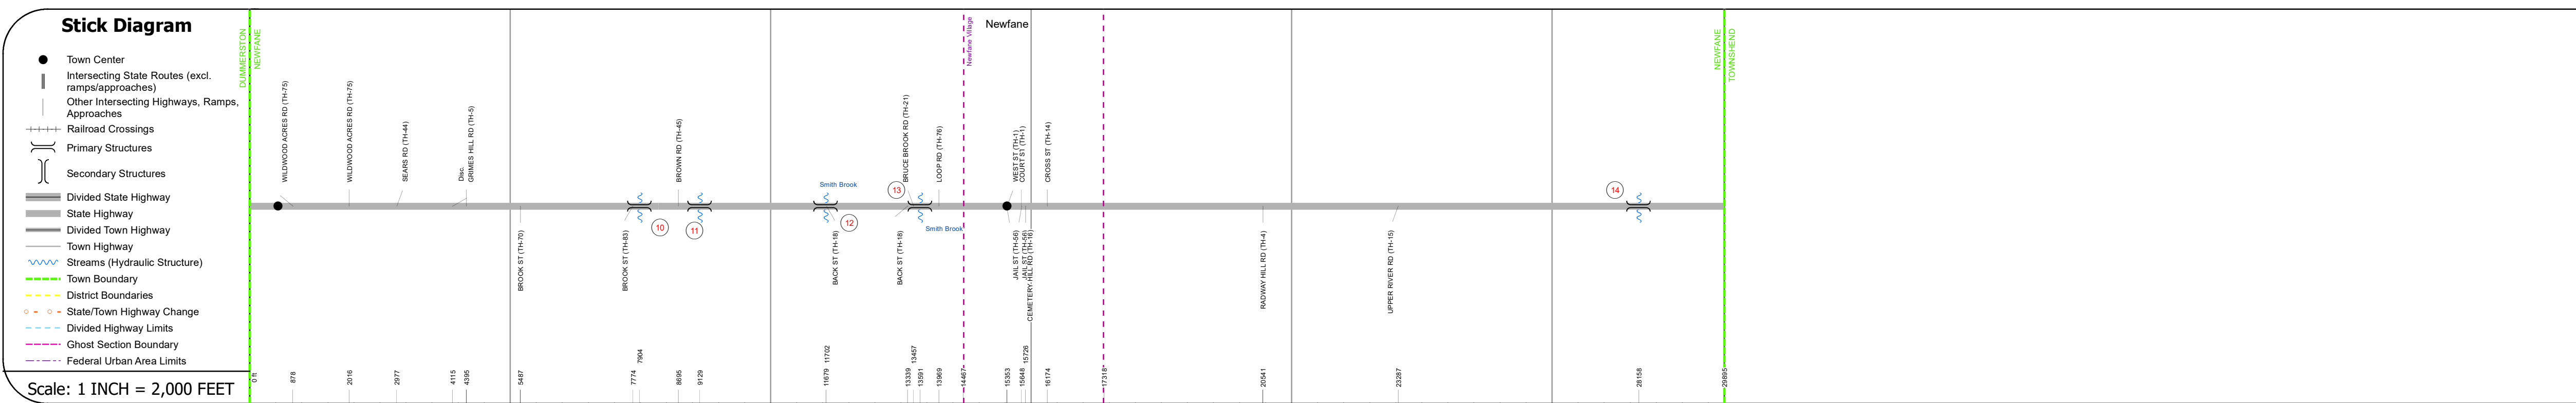 Stick Diagram
Town Center
Intersecting State Routes (excl.
ramps/approaches)
Other Intersecting Highways, Ramps,
Approaches
Railroad Crossings
Primary Structures
Secondary Structures
Divided State Highway
State Highway
Divided Town Highway
Town Highway
Streams (Hydraulic Structure)
Town Boundary
District Boundaries
State/Town Highway Change
Divided Highway Limits
Ghost Section Boundary
Federal Urban Area Limits
Scale: 1 INCH = 2,000 FEET
DUMMERSTON
NEWFANE
WILDWOOD ACRES RD (TH-75)
WILDWOOD ACRES RD (TH-75)
SEARS RD (TH-44)
Disc.
GRIMES HILL RD (TH-5)
BROWN RD (TH-45)
Smith Brook
BRUCE BROOK RD (TH-21)
LOOP RD (TH-76)
Newfane Village
Newfane
WEST ST (TH-1)
COURT ST (TH-1)
CROSS ST (TH-14)
NEWFANE
TOWNSHEND
10
11
12
13
14
Smith Brook
BROOK ST (TH-70)
BROOK ST (TH-83)
BACK ST (TH-18)
BACK ST (TH-18)
JAIL ST (TH-56)
JAIL ST (TH-56)
CEMETERY-HILL RD (TH-16)
RADWAY HILL RD (TH-4)
UPPER RIVER RD (TH-15)
0 ft
878
2016
2977
4115
4395
5487
7774
7904
8695
9129
11679
11702
13339
13457
13591
13969
14467
15353
15648
15726
16174
17318
20541
23287
28158
29895